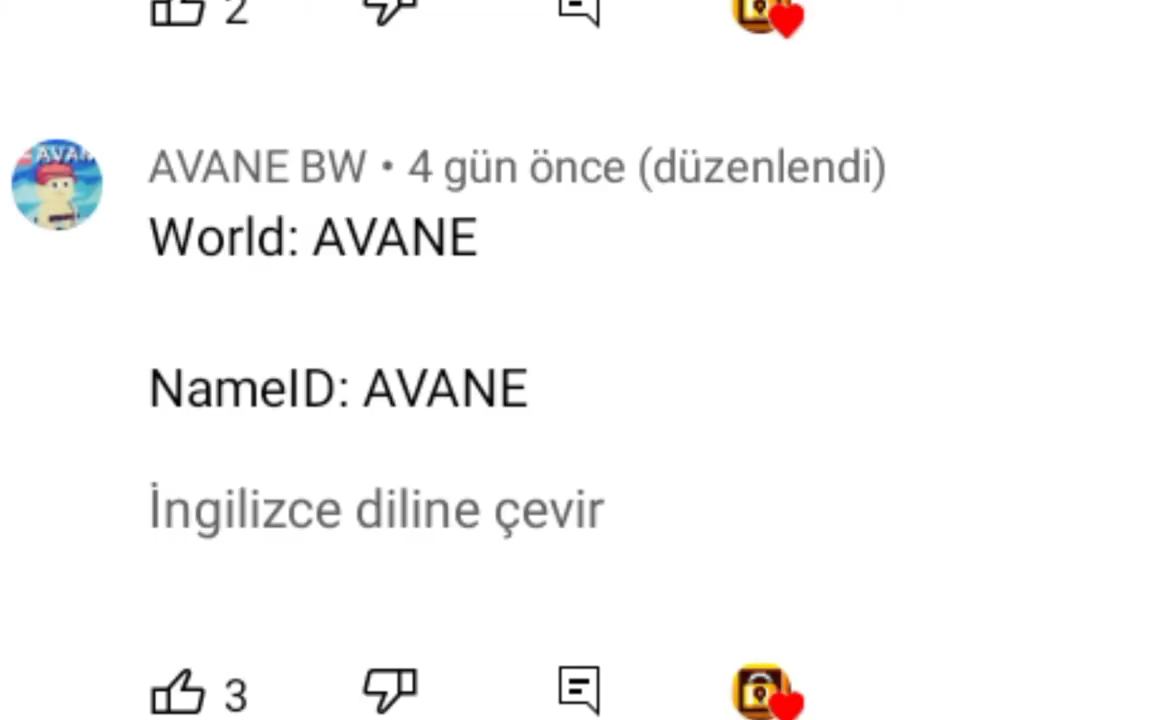 2
AVANE BW • 4 gün önce (düzenlendi)
World: AVANE
NameID: AVANE
İngilizce diline çevir
3